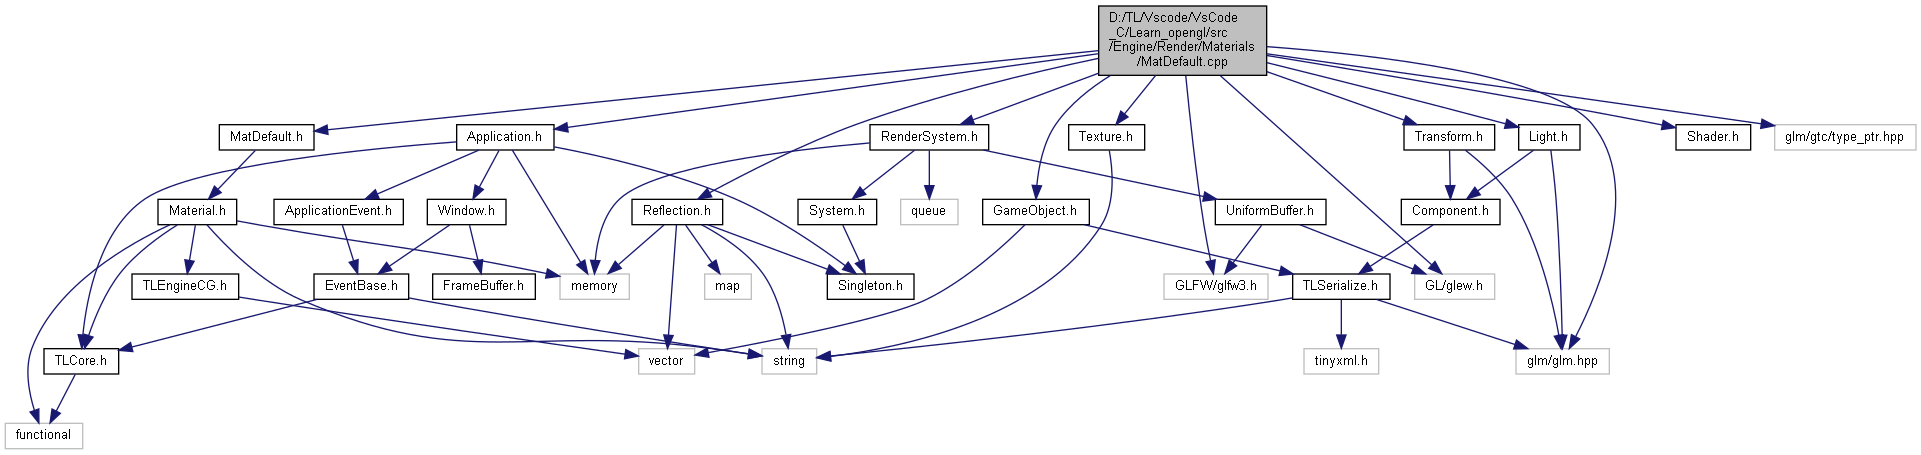 D:/TL/Vscode/VsCode
_C/Learn_opengl/src
/Engine/Render/Materials
/MatDefault.cpp
MatDefault.h
Application.h
RenderSystem.h
Texture.h
Transform.h
Light.h
Shader.h
glm/gtc/type_ptr.hpp
Material.h
ApplicationEvent.h
Window.h
Reflection.h
System.h
queue
GameObject.h
UniformBuffer.h
Component.h
TLEngineCG.h
EventBase.h
FrameBuffer.h
memory
map
Singleton.h
GLFW/glfw3.h
TLSerialize.h
GL/glew.h
TLCore.h
vector
string
tinyxml.h
glm/glm.hpp
functional